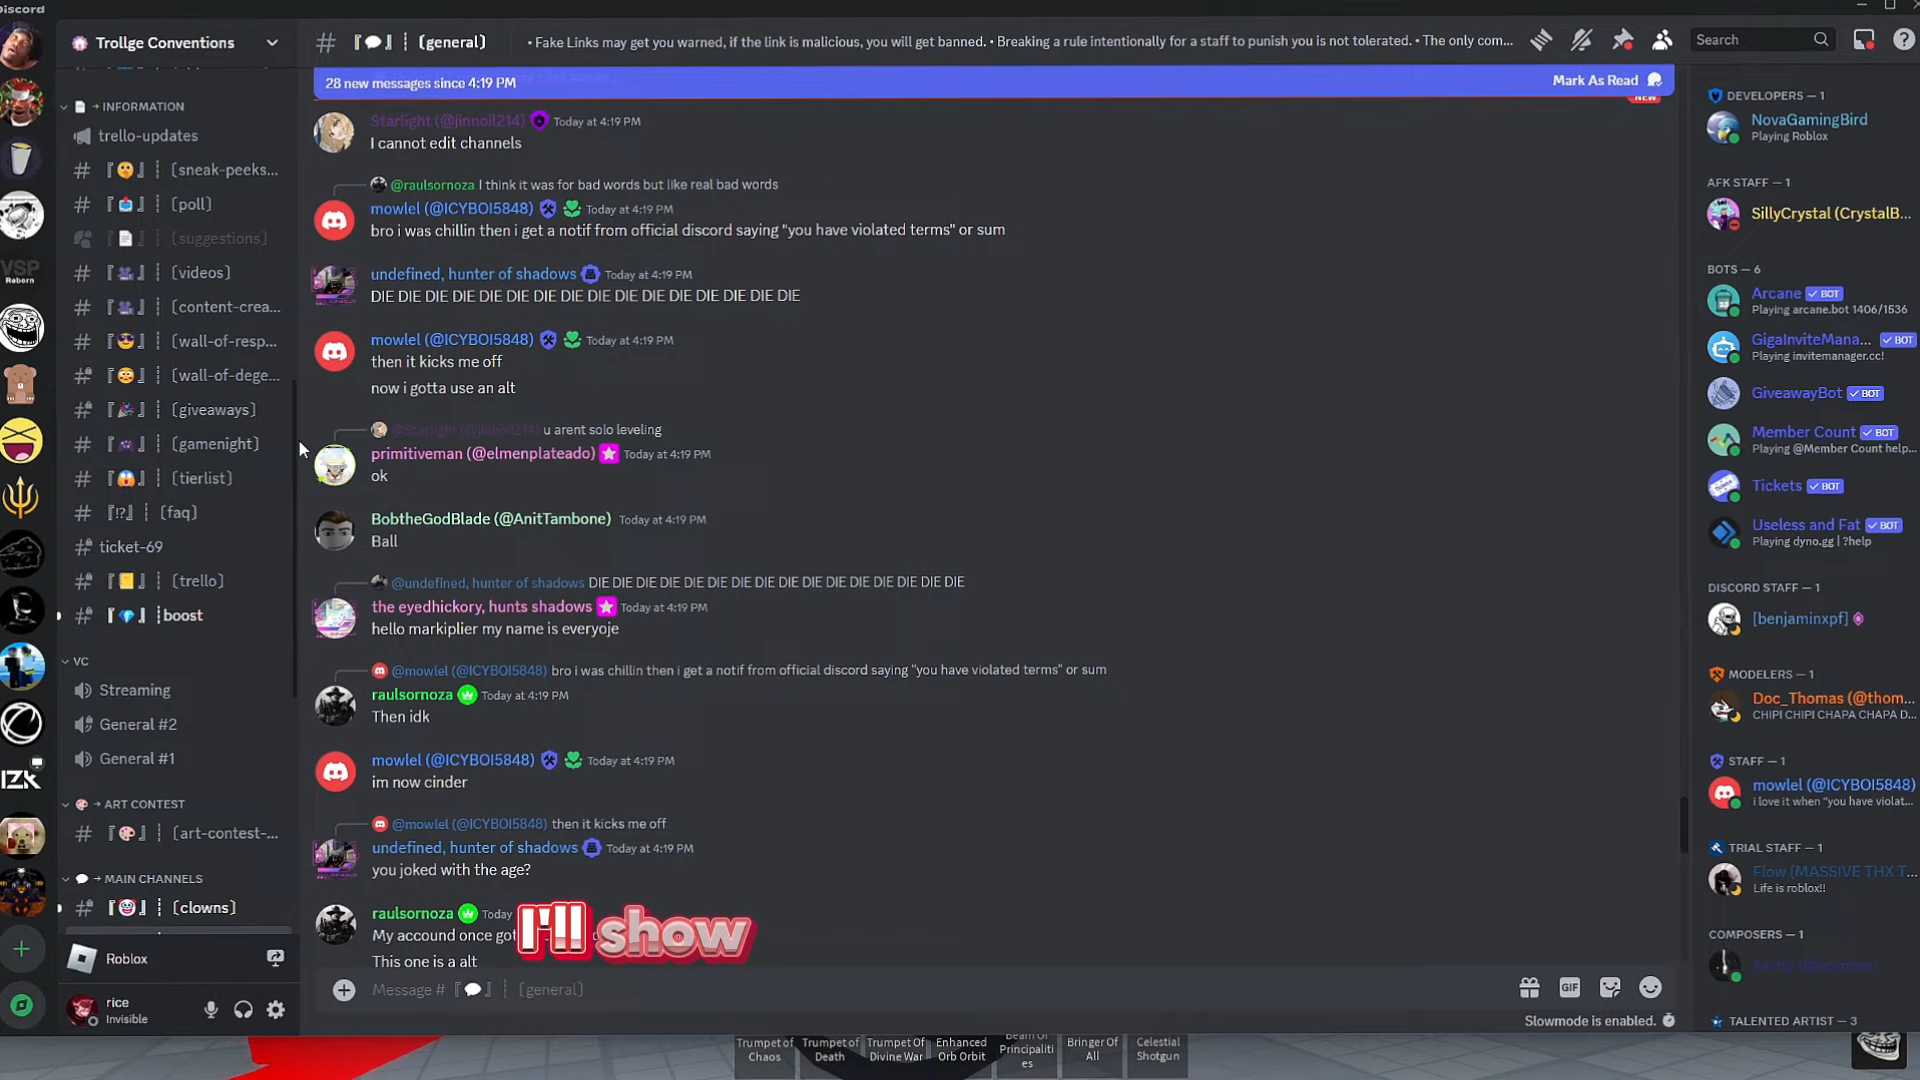 Discord
Trollge Conventions
『💬』┊(general)
• Fake Links may get you warned, if the link is malicious, you will get banned. • Breaking a rule intentionally for a staff to punish you is not tolerated. • The only com...
Search
→ INFORMATION
trello-updates
(sneak-peeks...
(poll)
(suggestions)
(videos)
(content-crea...
(wall-of-resp...
(wall-of-dege...
(giveaways)
(gamenight)
(tierlist)
『⁉』┊(faq)
ticket-69
(trello)
boost
VC
Streaming
General #2
General #1
→ ART CONTEST
(art-contest-...
→ MAIN CHANNELS
(clowns)
Roblox
rice
Invisible
VSP
Reborn
IZK
28 new messages since 4:19 PM
Mark As Read
NEW
Starlight (@jinnoil214) Today at 4:19 PM
I cannot edit channels
@raulsornoza I think it was for bad words but like real bad words
mowlel (@ICYBOI5848) Today at 4:19 PM
bro i was chillin then i get a notif from official discord saying "you have violated terms" or sum
undefined, hunter of shadows Today at 4:19 PM
DIE DIE DIE DIE DIE DIE DIE DIE DIE DIE DIE DIE DIE DIE DIE DIE
mowlel (@ICYBOI5848) Today at 4:19 PM
then it kicks me off
now i gotta use an alt
u arent solo leveling
primitiveman (@elmenplateado) Today at 4:19 PM
ok
BobtheGodBlade (@AnitTambone) Today at 4:19 PM
Ball
@undefined, hunter of shadows DIE DIE DIE DIE DIE DIE DIE DIE DIE DIE DIE DIE DIE DIE DIE DIE
the eyedhickory, hunts shadows Today at 4:19 PM
hello markiplier my name is everyoje
@mowlel (@ICYBOI5848) bro i was chillin then i get a notif from official discord saying "you have violated terms" or sum
raulsornoza Today at 4:19 PM
Then idk
mowlel (@ICYBOI5848) Today at 4:19 PM
im now cinder
@mowlel (@ICYBOI5848) then it kicks me off
undefined, hunter of shadows Today at 4:19 PM
you joked with the age?
raulsornoza Today
My accound once got
This one is a alt
I'll show
Message # 『💬』┊(general)
GIF
Slowmode is enabled.
DEVELOPERS — 1
NovaGamingBird
Playing Roblox
AFK STAFF — 1
SillyCrystal (CrystalB...
BOTS — 6
Arcane ✓ BOT
Playing arcane.bot 1406/1536
GigaInviteMana... ✓ BOT
Playing invitemanager.cc!
GiveawayBot ✓ BOT
Member Count ✓ BOT
Playing @Member Count help...
Tickets ✓ BOT
Useless and Fat ✓ BOT
Playing dyno.gg | ?help
DISCORD STAFF — 1
[benjaminxpf]
MODELERS — 1
Doc_Thomas (@thom...
CHIPI CHIPI CHAPA CHAPA D...
STAFF — 1
mowlel (@ICYBOI5848)
i love it when "you have violat...
TRIAL STAFF — 1
Flow (MASSIVE THX T...
Life is roblox!!
COMPOSERS — 1
TALENTED ARTIST — 3
Trumpet of Chaos
Trumpet of Death
Trumpet Of Divine War
Enhanced Orb Orbit
Beam Of Principalities
Bringer Of All
Celestial Shotgun